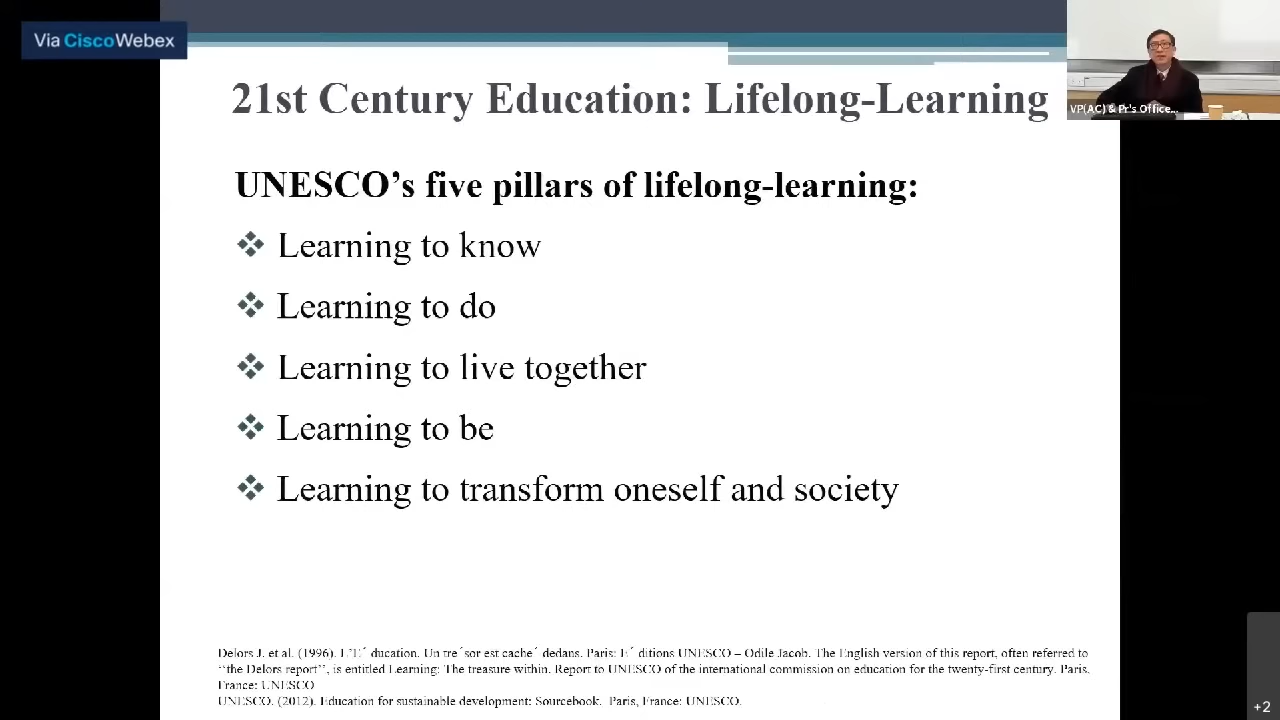 Via CiscoWebex
VP(AC) & Pr's Office...
21st Century Education: Lifelong-Learning
UNESCO’s five pillars of lifelong-learning:
❖ Learning to know
❖ Learning to do
❖ Learning to live together
❖ Learning to be
❖ Learning to transform oneself and society
Delors J. et al. (1996). L’E´ ducation. Un tre´sor est cache´ dedans. Paris: E´ ditions UNESCO – Odile Jacob. The English version of this report, often referred to
‘‘the Delors report’’, is entitled Learning: The treasure within. Report to UNESCO of the international commission on education for the twenty-first century. Paris.
France: UNESCO
UNESCO. (2012). Education for sustainable development: Sourcebook. Paris, France: UNESCO.
+2